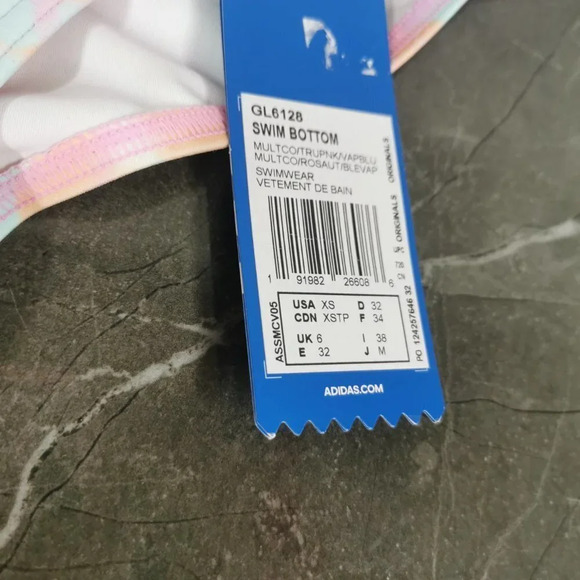 GL6128
SWIM BOTTOM
MULTCO/TRUPNK/VAPBLU
MULTCO/ROSAUT/BLEVAP
SWIMWEAR
VETEMENT DE BAIN
ORIGINALS
ORIGINALS
1 91982 26608 6
ASSMCV05
USA XS D 32
CDN XSTP F 34
UK 6 I 38
E 32 J M
PO 124257646 32
ADIDAS.COM